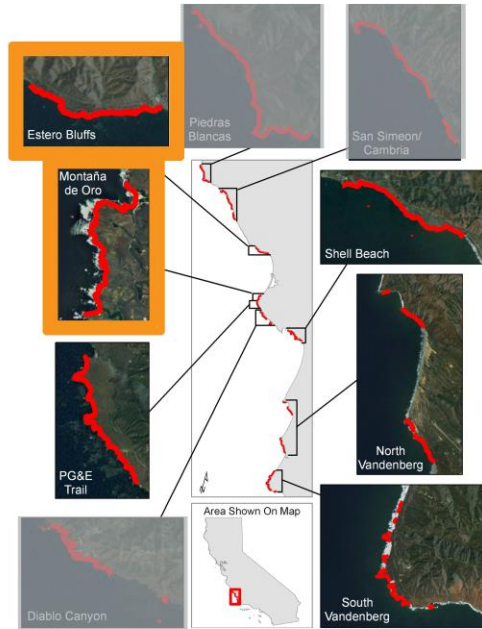 Estero Bluffs
Piedras
Blancas
San Simeon/
Cambria
Montaña
de Oro
Shell Beach
PG&E
Trail
North
Vandenberg
Area Shown On Map
Diablo Canyon
South
Vandenberg